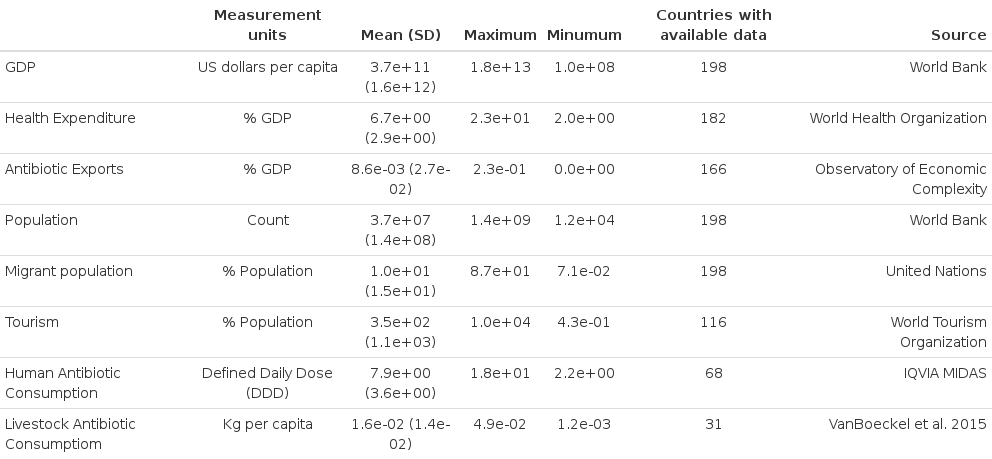 Measurement units Mean (SD) Maximum Minumum Countries with available data Source
GDP US dollars per capita 3.7e+11 (1.6e+12) 1.8e+13 1.0e+08 198 World Bank
Health Expenditure % GDP 6.7e+00 (2.9e+00) 2.3e+01 2.0e+00 182 World Health Organization
Antibiotic Exports % GDP 8.6e-03 (2.7e-02) 2.3e-01 0.0e+00 166 Observatory of Economic Complexity
Population Count 3.7e+07 (1.4e+08) 1.4e+09 1.2e+04 198 World Bank
Migrant population % Population 1.0e+01 (1.5e+01) 8.7e+01 7.1e-02 198 United Nations
Tourism % Population 3.5e+02 (1.1e+03) 1.0e+04 4.3e-01 116 World Tourism Organization
Human Antibiotic Consumption Defined Daily Dose (DDD) 7.9e+00 (3.6e+00) 1.8e+01 2.2e+00 68 IQVIA MIDAS
Livestock Antibiotic Consumptiom Kg per capita 1.6e-02 (1.4e-02) 4.9e-02 1.2e-03 31 VanBoeckel et al. 2015